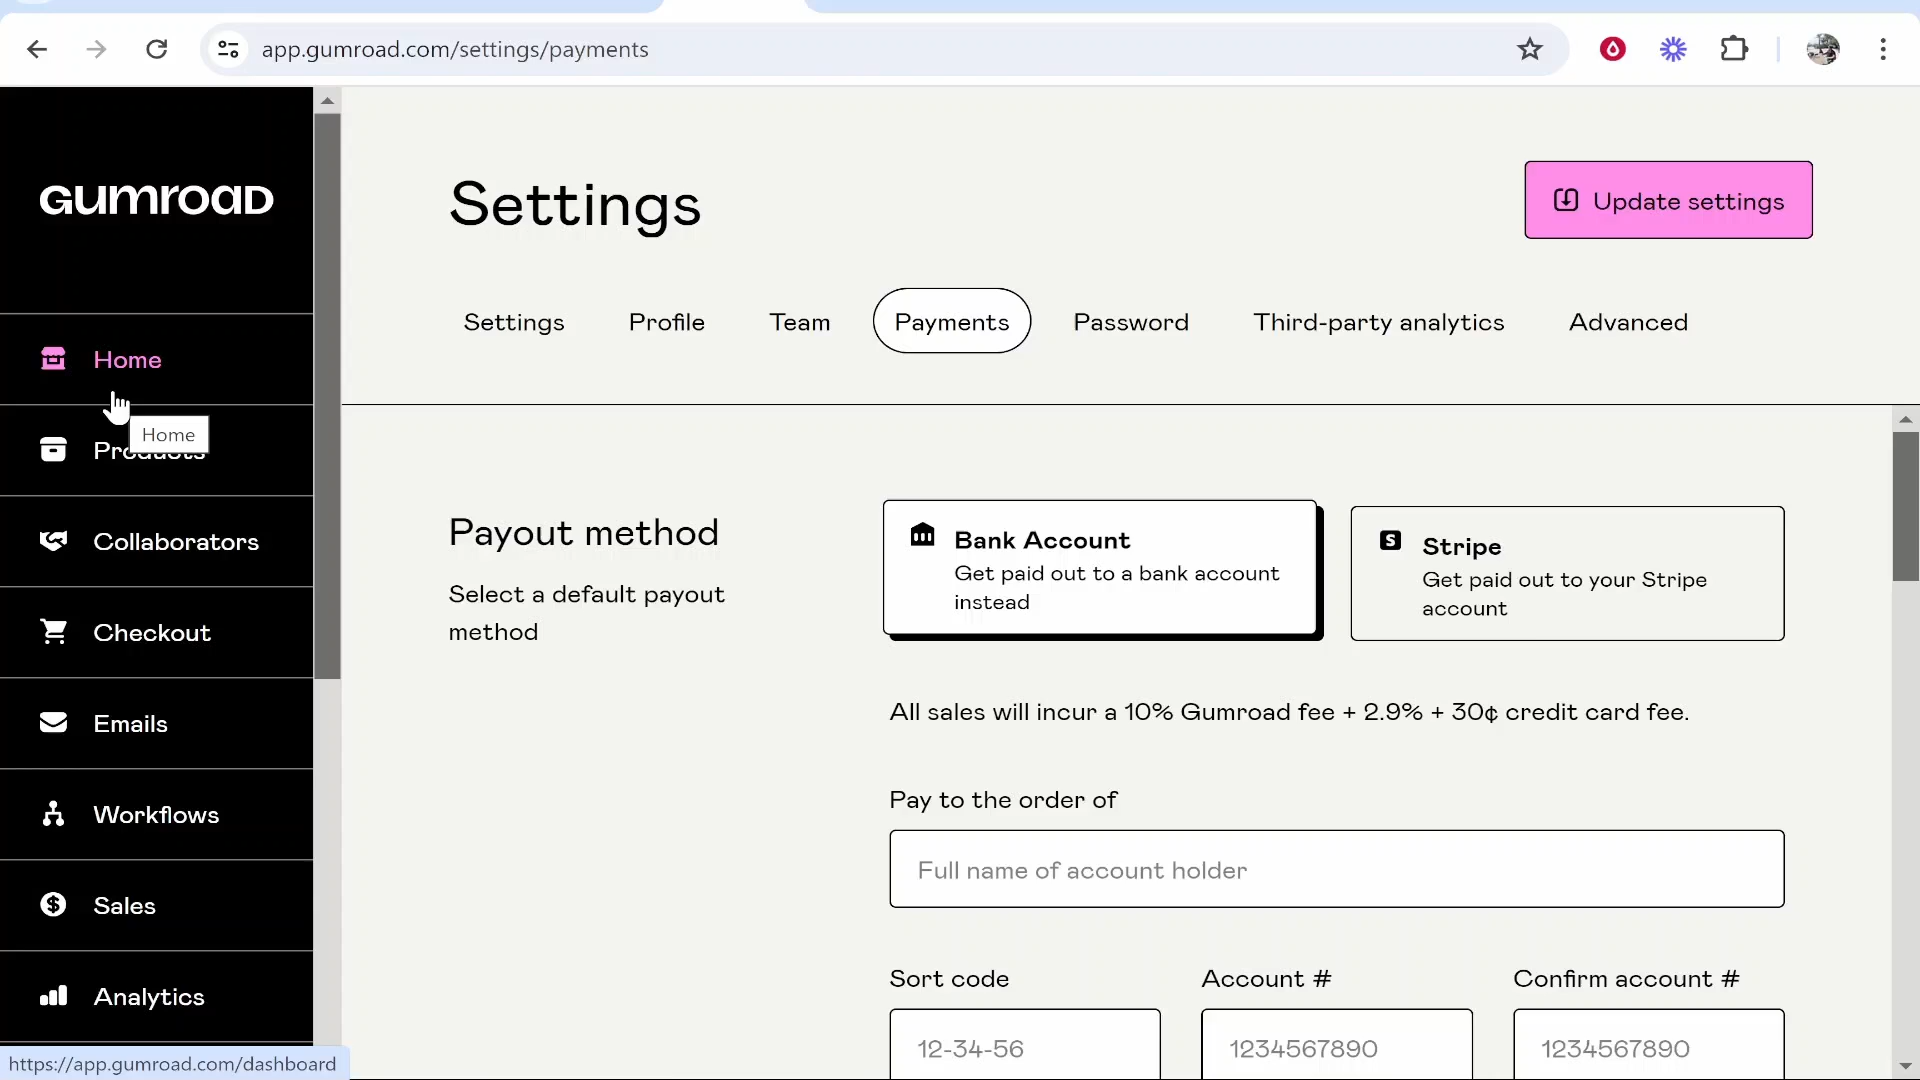 app.gumroad.com/settings/payments
GUMROAD
Home
Home
Products
Collaborators
Checkout
Emails
Workflows
Sales
Analytics
https://app.gumroad.com/dashboard
Settings
Update settings
Settings
Profile
Team
Payments
Password
Third-party analytics
Advanced
Payout method
Select a default payout
method
Bank Account
Get paid out to a bank account
instead
Stripe
Get paid out to your Stripe
account
All sales will incur a 10% Gumroad fee + 2.9% + 30¢ credit card fee.
Pay to the order of
Full name of account holder
Sort code
Account #
Confirm account #
12-34-56
1234567890
1234567890